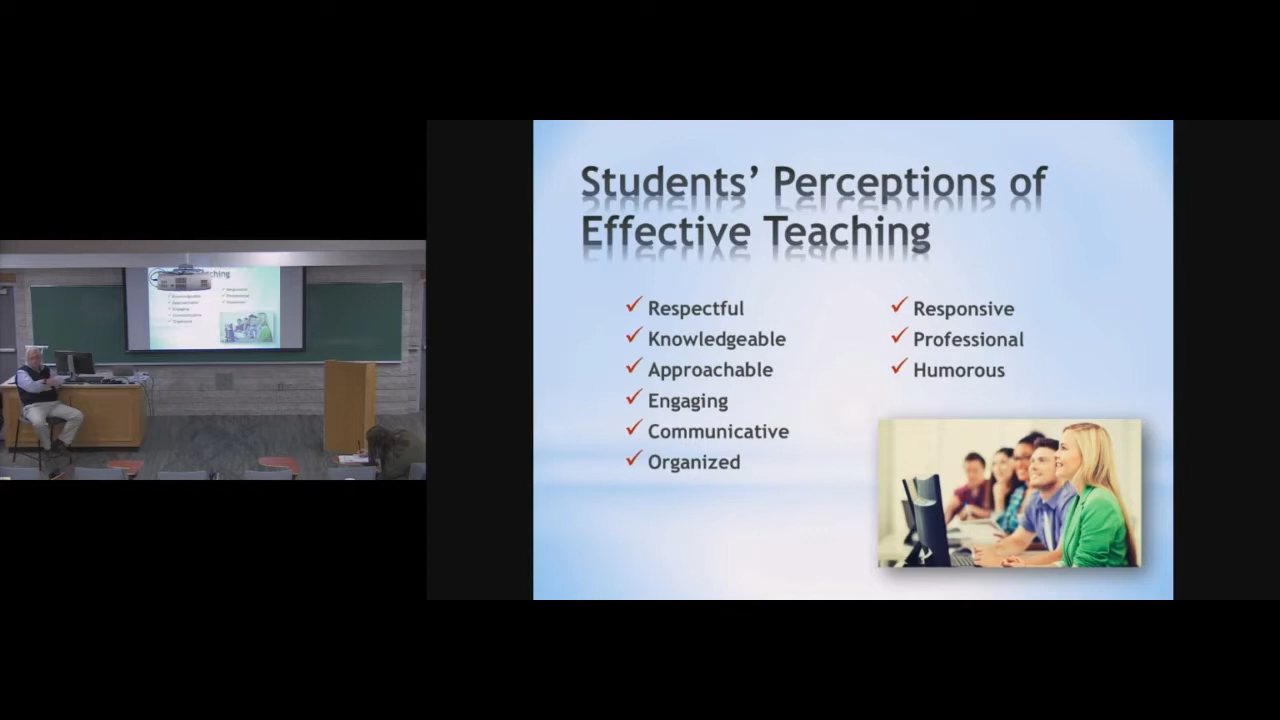 Students' Perceptions of
Effective Teaching
✓ Respectful
✓ Knowledgeable
✓ Approachable
✓ Engaging
✓ Communicative
✓ Organized
✓ Responsive
✓ Professional
✓ Humorous